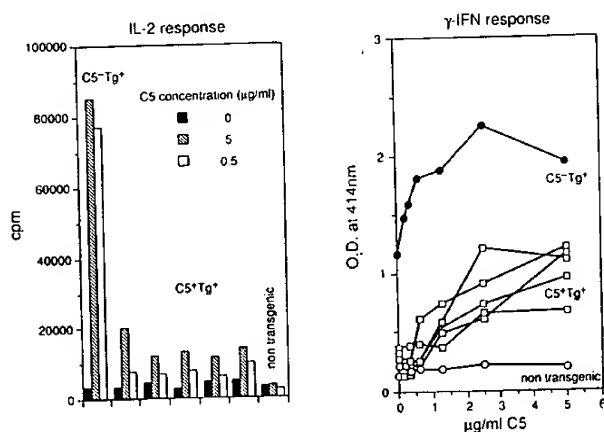 IL-2 response
100000
80000
60000
40000
20000
0
cpm
C5⁻Tg⁺
C5 concentration (μg/ml)
0
5
0.5
C5⁺Tg⁺
non transgenic
γ-IFN response
3
2
1
0
O.D. at 414nm
C5⁻Tg⁺
C5⁺Tg⁺
non transgenic
0 1 2 3 4 5 6
μg/ml C5